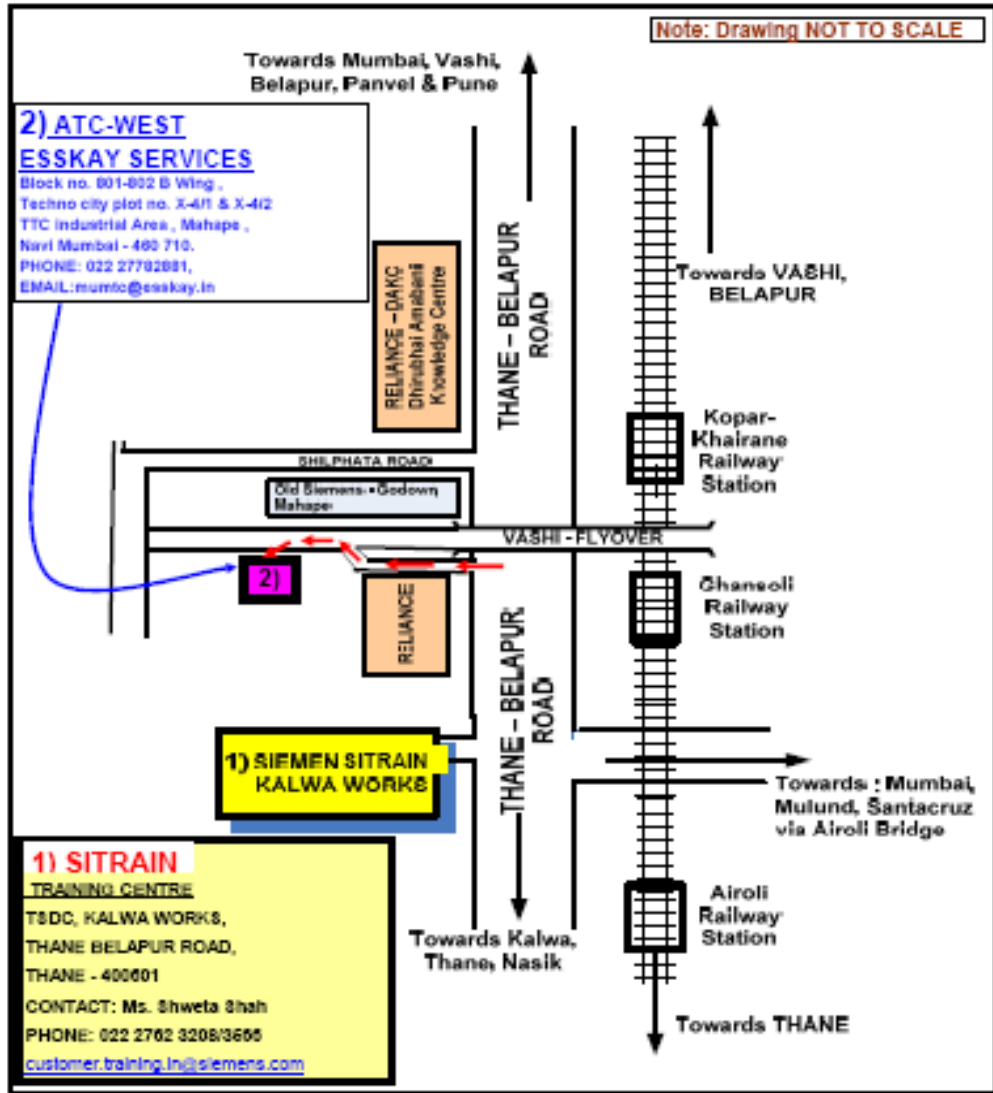 Note: Drawing NOT TO SCALE
Towards Mumbai, Vashi,
Belapur, Panvel & Pune
2) ATC-WEST
ESSKAY SERVICES
Block no. 801-802 B Wing ,
Techno city plot no. X-4/1 & X-4/2
TTC Industrial Area , Mahape ,
Navi Mumbai - 460 710.
PHONE: 022 27782881,
EMAIL:mumtc@esskay.in
RELIANCE – DAKC
Dhirubhai Amabani
Knowledge Centre
THANE – BELAPUR
ROAD
Towards VASHI,
BELAPUR
Kopar-
Khairane
Railway
Station
SHILPHATA ROAD
Old Siemens - Godown,
Mahape
VASHI - FLYOVER
2)
RELIANCE
Ghansoli
Railway
Station
THANE – BELAPUR
ROAD
1) SIEMEN SITRAIN
KALWA WORKS
Towards : Mumbai,
Mulund, Santacruz
via Airoli Bridge
1) SITRAIN
TRAINING CENTRE
TSDC, KALWA WORKS,
THANE BELAPUR ROAD,
THANE - 400601
CONTACT: Ms. Shweta Shah
PHONE: 022 2762
customer.training.in@siemens.com
Airoli
Railway
Station
Towards Kalwa,
Thane, Nasik
Towards THANE